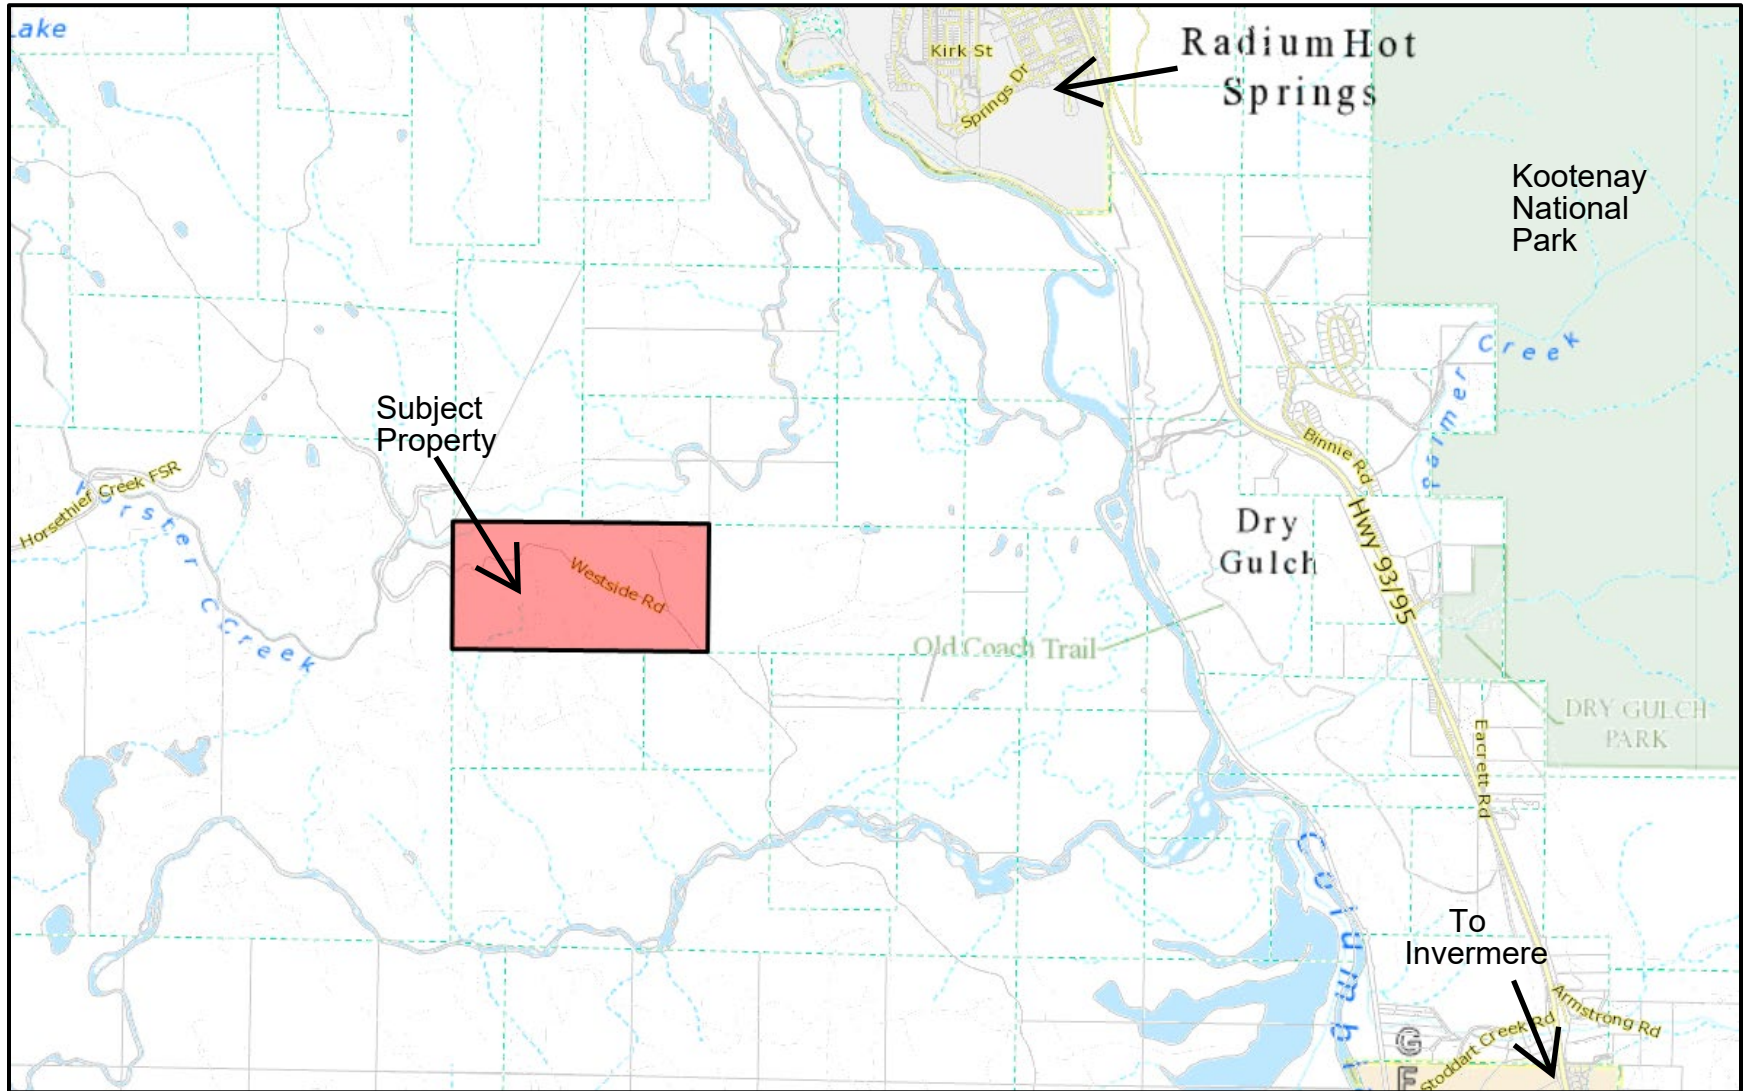 Lake
Kirk St
Springs Dr
Radium Hot
Springs
Kootenay
National
Park
Palmer Creek
Subject
Property
Binnie Rd
Horsethief Creek FSR
Forster Creek
Hwy 93/95
Dry
Gulch
Westside Rd
Old Coach Trail
DRY GULCH
PARK
Eacrett Rd
Columbi
To
Invermere
Armstrong Rd
Stoddart Creek Rd
G
F